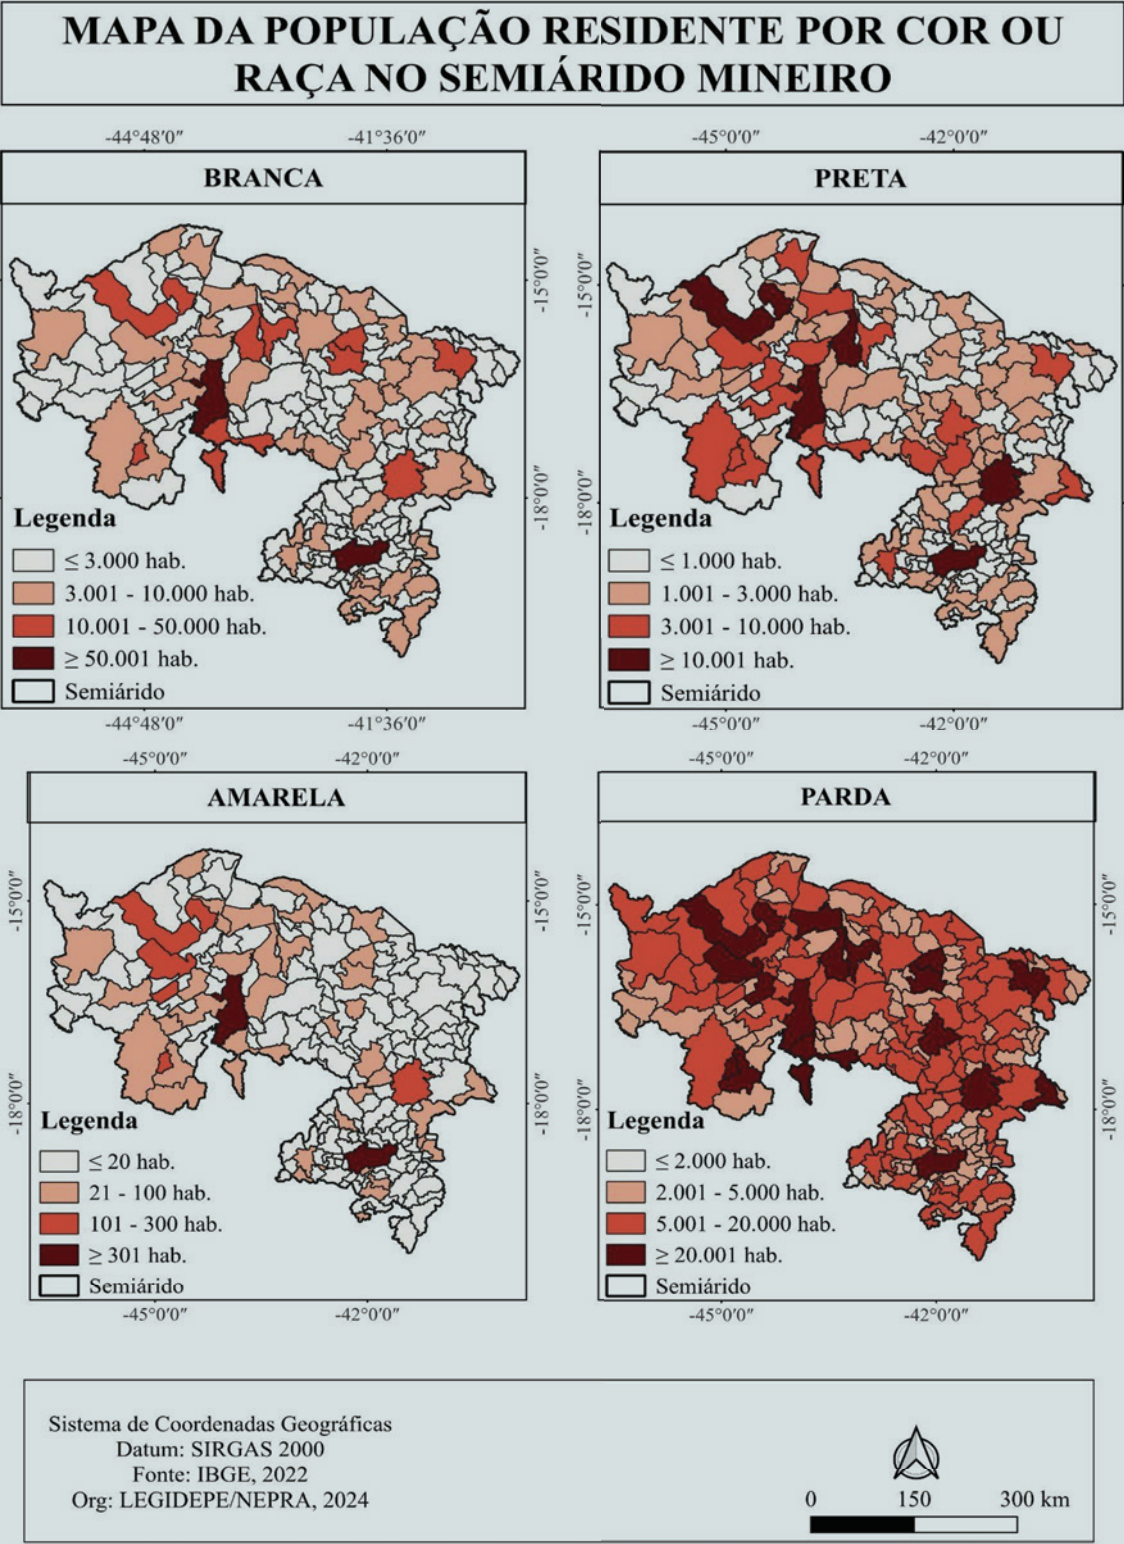 MAPA DA POPULAÇÃO RESIDENTE POR COR OU
RAÇA NO SEMIÁRIDO MINEIRO
-44°48'0" -41°36'0"
BRANCA
-15°0'0"
-18°0'0"
Legenda
≤ 3.000 hab.
3.001 - 10.000 hab.
10.001 - 50.000 hab.
≥ 50.001 hab.
Semiárido
-44°48'0" -41°36'0"
-45°0'0" -42°0'0"
PRETA
-15°0'0"
-18°0'0"
Legenda
≤ 1.000 hab.
1.001 - 3.000 hab.
3.001 - 10.000 hab.
≥ 10.001 hab.
Semiárido
-45°0'0" -42°0'0"
-45°0'0" -42°0'0"
AMARELA
-15°0'0"
-18°0'0"
Legenda
≤ 20 hab.
21 - 100 hab.
101 - 300 hab.
≥ 301 hab.
Semiárido
-45°0'0" -42°0'0"
-45°0'0" -42°0'0"
PARDA
-15°0'0"
-15°0'0"
-18°0'0"
-18°0'0"
Legenda
≤ 2.000 hab.
2.001 - 5.000 hab.
5.001 - 20.000 hab.
≥ 20.001 hab.
Semiárido
-45°0'0" -42°0'0"
Sistema de Coordenadas Geográficas
Datum: SIRGAS 2000
Fonte: IBGE, 2022
Org: LEGIDEPE/NEPRA, 2024
0 150 300 km